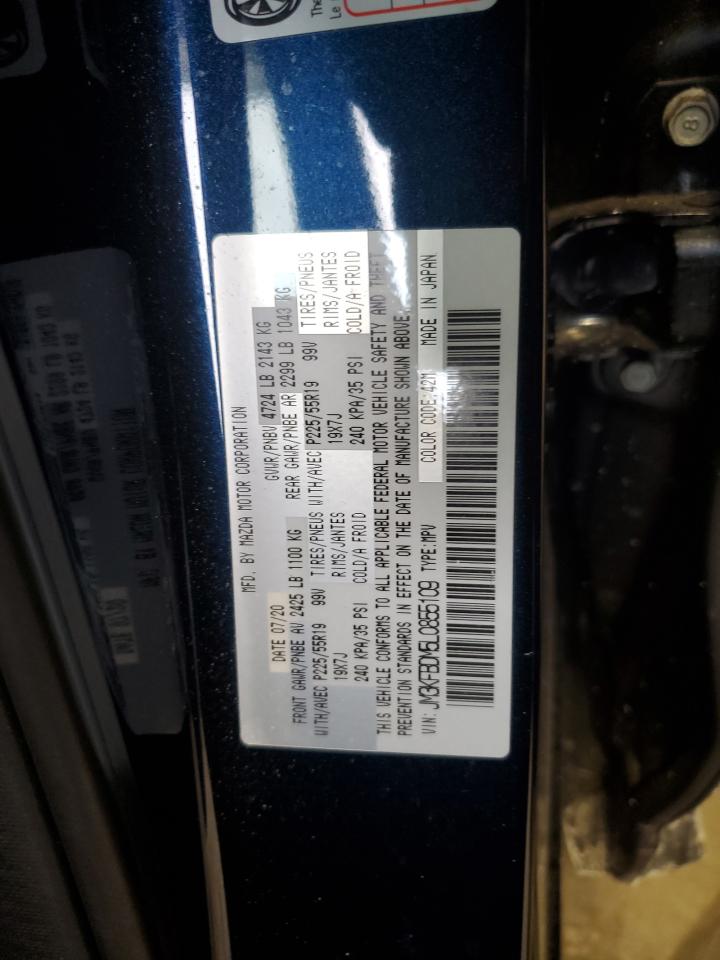 The
Le
MFD. BY MAZDA MOTOR CORPORATION
DATE 07/20 GVWR/PNBV 4724 LB 2143 KG
FRONT GAWR/PNBE AV 2425 LB 1100 KG REAR GAWR/PNBE AR 2299 LB 1043 KG
WITH/AVEC P225/55R19 99V TIRES/PNEUS WITH/AVEC P225/55R19 99V TIRES/PNEUS
19X7J RIMS/JANTES 19X7J RIMS/JANTES
240 KPA/35 PSI COLD/A FROID 240 KPA/35 PSI COLD/A FROID
THIS VEHICLE CONFORMS TO ALL APPLICABLE FEDERAL MOTOR VEHICLE SAFETY AND THEFT
PREVENTION STANDARDS IN EFFECT ON THE DATE OF MANUFACTURE SHOWN ABOVE.
VIN: JM3KFBDM5L0855109 TYPE:MPV COLOR CODE:42M MADE IN JAPAN
8